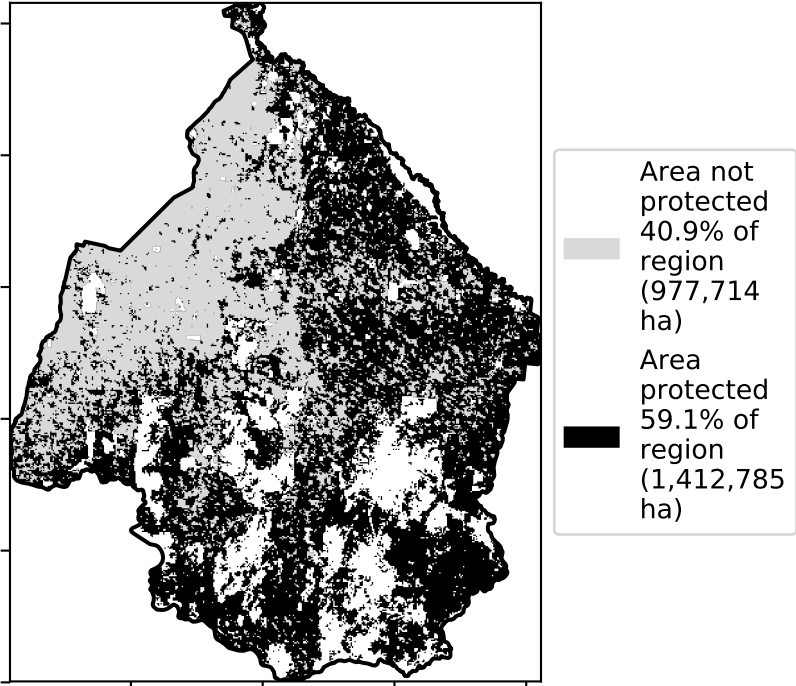 Area not
protected
40.9% of
region
(977,714
ha)
Area
protected
59.1% of
region
(1,412,785
ha)